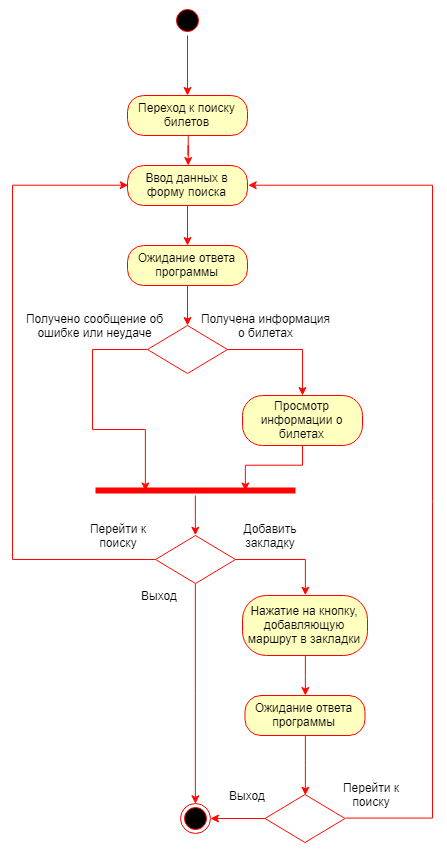 Переход к поиску
билетов
Ввод данных в
форму поиска
Ожидание ответа
программы
Получено сообщение об
ошибке или неудаче
Получена информация
о билетах
Просмотр
информации о
билетах
Перейти к
поиску
Добавить
закладку
Выход
Нажатие на кнопку,
добавляющую
маршрут в закладки
Ожидание ответа
программы
Выход
Перейти к
поиску